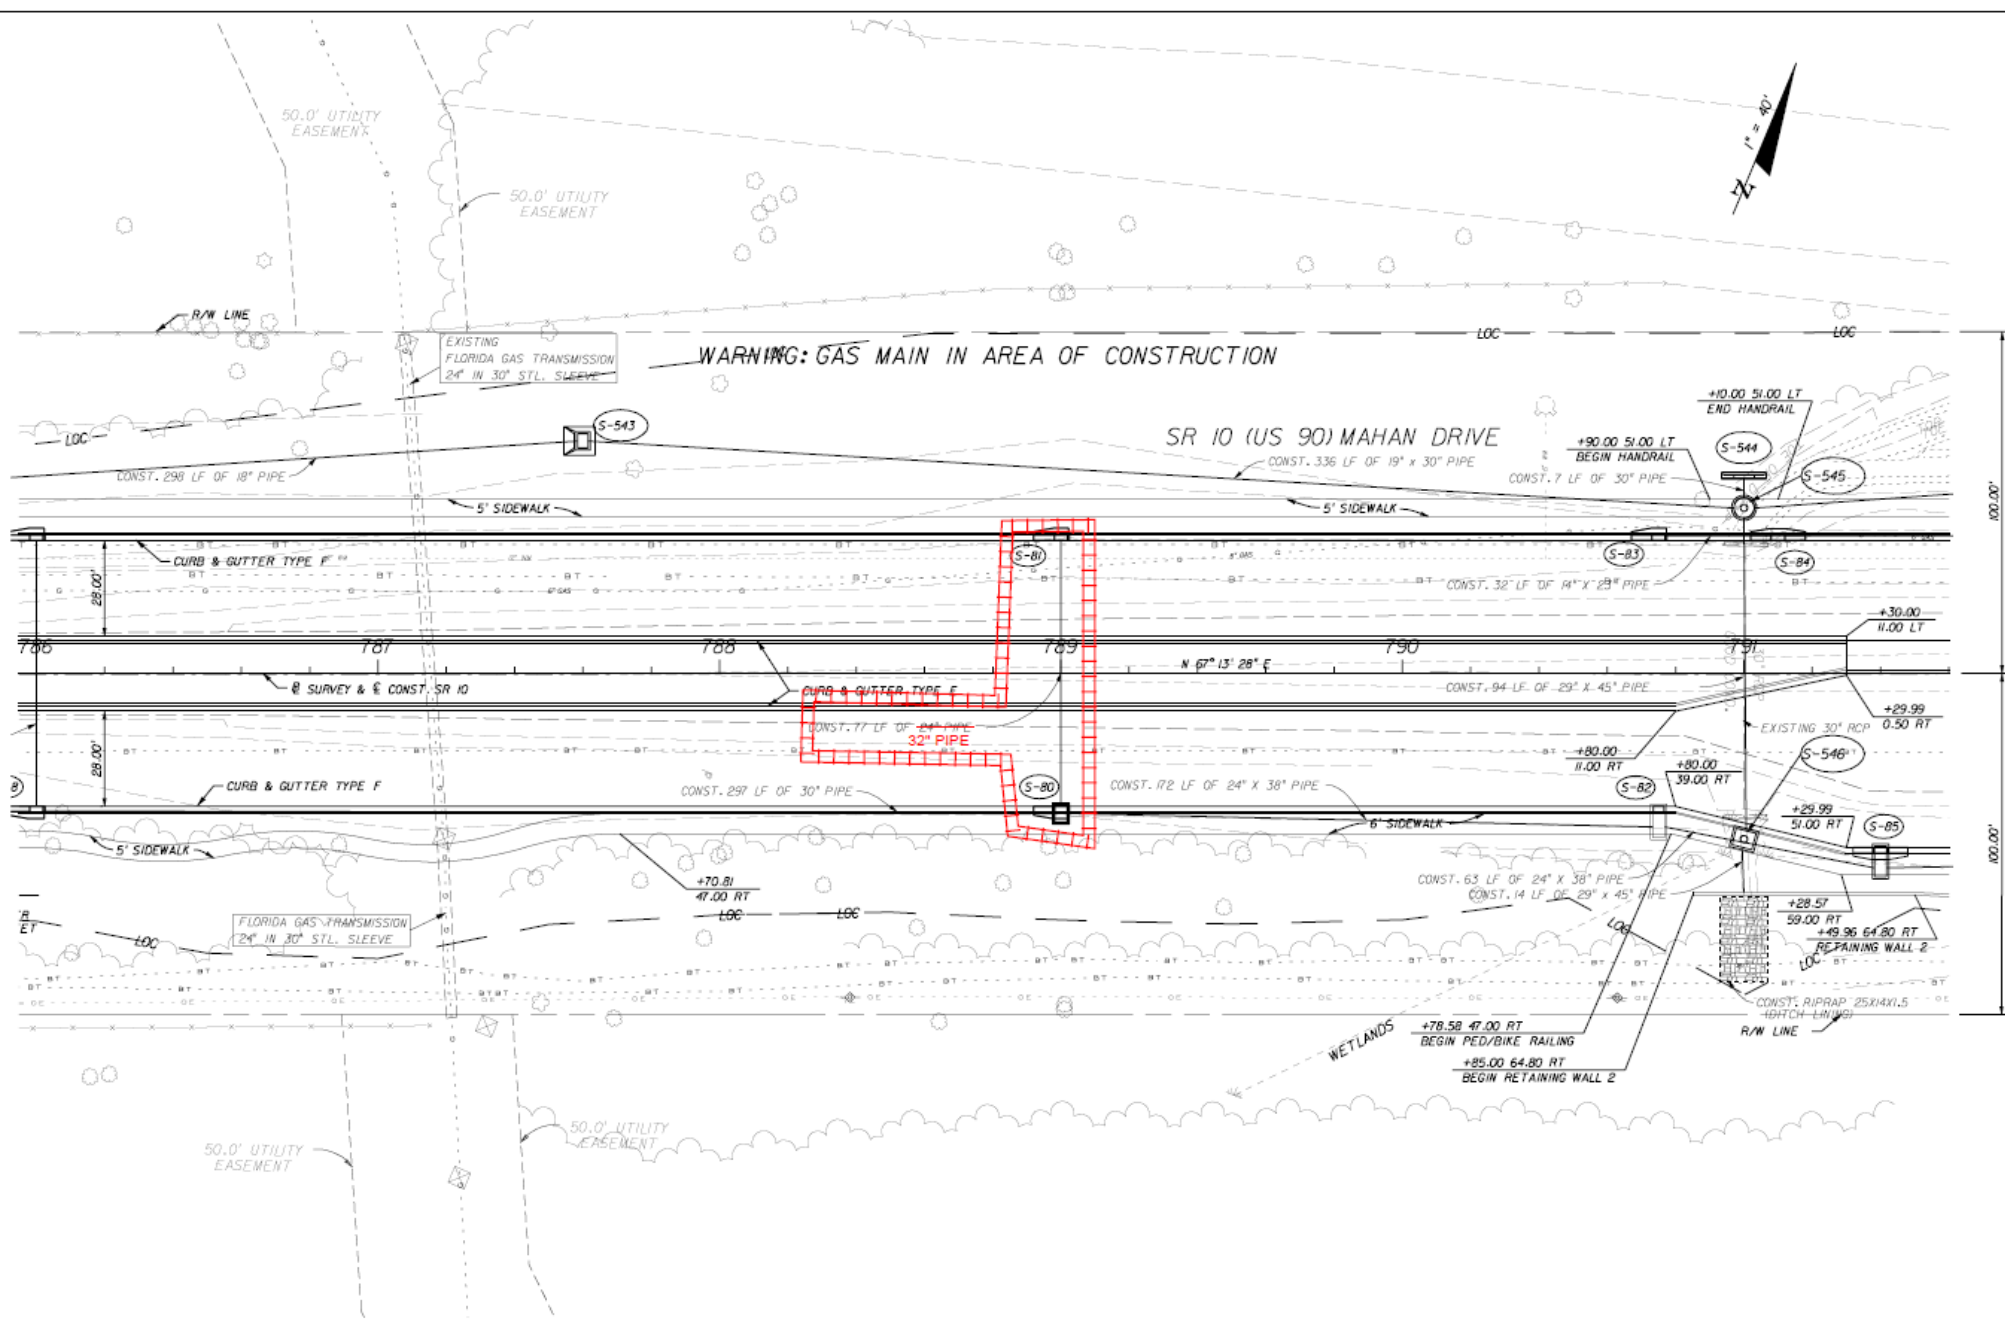 1" = 40'
N
50.0' UTILITY
EASEMENT
50.0' UTILITY
EASEMENT
R/W LINE
EXISTING
FLORIDA GAS TRANSMISSION
24" IN 30" STL. SLEEVE
WARNING: GAS MAIN IN AREA OF CONSTRUCTION
LOC
LOC
LOC
LOC
+10.00 51.00 LT
END HANDRAIL
S-543
SR 10 (US 90) MAHAN DRIVE
+90.00 51.00 LT
BEGIN HANDRAIL
S-544
CONST. 298 LF OF 18" PIPE
CONST. 336 LF OF 19" X 30" PIPE
CONST. 7 LF OF 30" PIPE
S-545
100.00'
5' SIDEWALK
5' SIDEWALK
CURB & GUTTER TYPE F
S-81
S-83
S-84
28.00'
CONST. 32 LF OF 14" X 23" PIPE
+30.00
11.00 LT
786
787
788
789
790
791
N 67° 13' 28" E
B SURVEY & C CONST. SR 10
CURB & GUTTER TYPE F
CONST. 94 LF OF 29" X 45" PIPE
+29.99
0.50 RT
CONST. 77 LF OF 24" PIPE
32" PIPE
EXISTING 30" RCP
28.00'
+80.00
11.00 RT
+80.00
39.00 RT
S-546
CURB & GUTTER TYPE F
CONST. 297 LF OF 30" PIPE
S-80
CONST. 172 LF OF 24" X 38" PIPE
S-82
+29.99
51.00 RT
S-85
6' SIDEWALK
5' SIDEWALK
100.00'
+70.81
47.00 RT
CONST. 63 LF OF 24" X 38" PIPE
CONST. 14 LF OF 29" X 45" PIPE
FLORIDA GAS TRANSMISSION
24" IN 30" STL. SLEEVE
LOC
LOC
LOC
LOC
LOC
+28.57
59.00 RT
+49.96 64.80 RT
RETAINING WALL 2
CONST. RIPRAP 25X14X1.5
(DITCH LINING)
R/W LINE
WETLANDS
+78.58 47.00 RT
BEGIN PED/BIKE RAILING
+85.00 64.80 RT
BEGIN RETAINING WALL 2
50.0' UTILITY
EASEMENT
50.0' UTILITY
EASEMENT